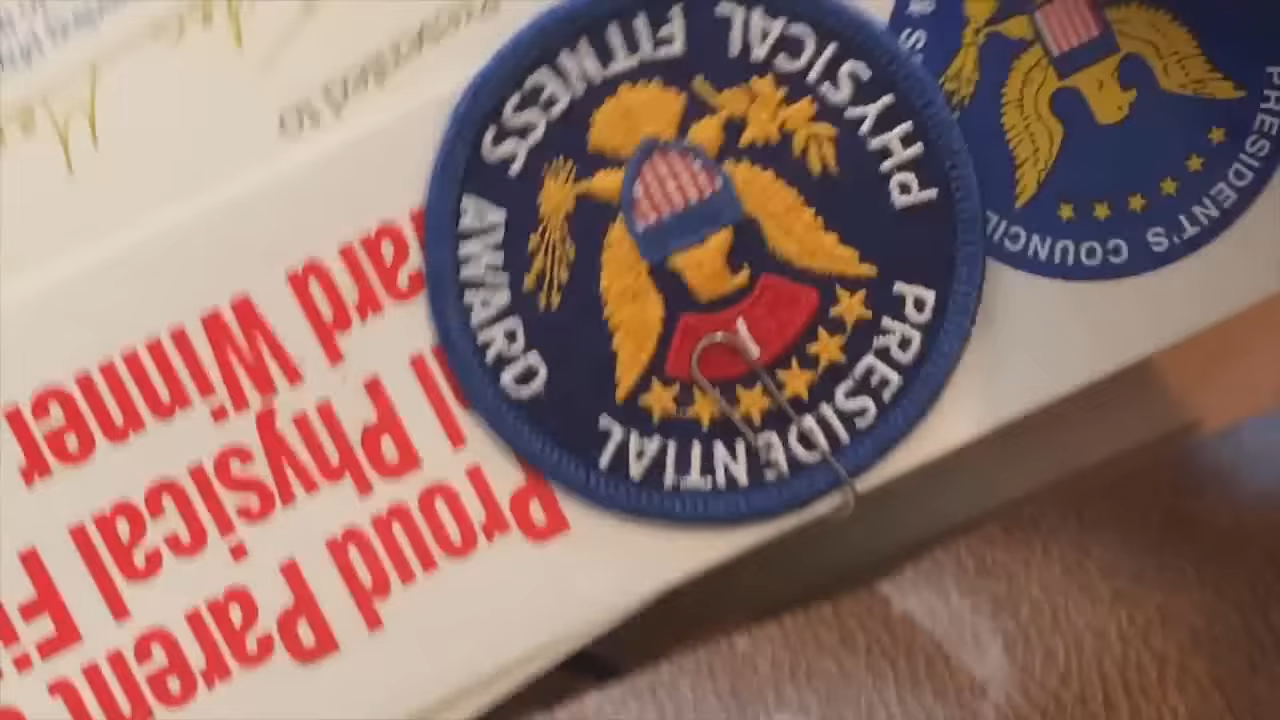 PRESIDENTIAL
PHYSICAL FITNESS AWARD
PRESIDENT'S COUNCIL
Proud Parent
l Physical Fi
ard Winner